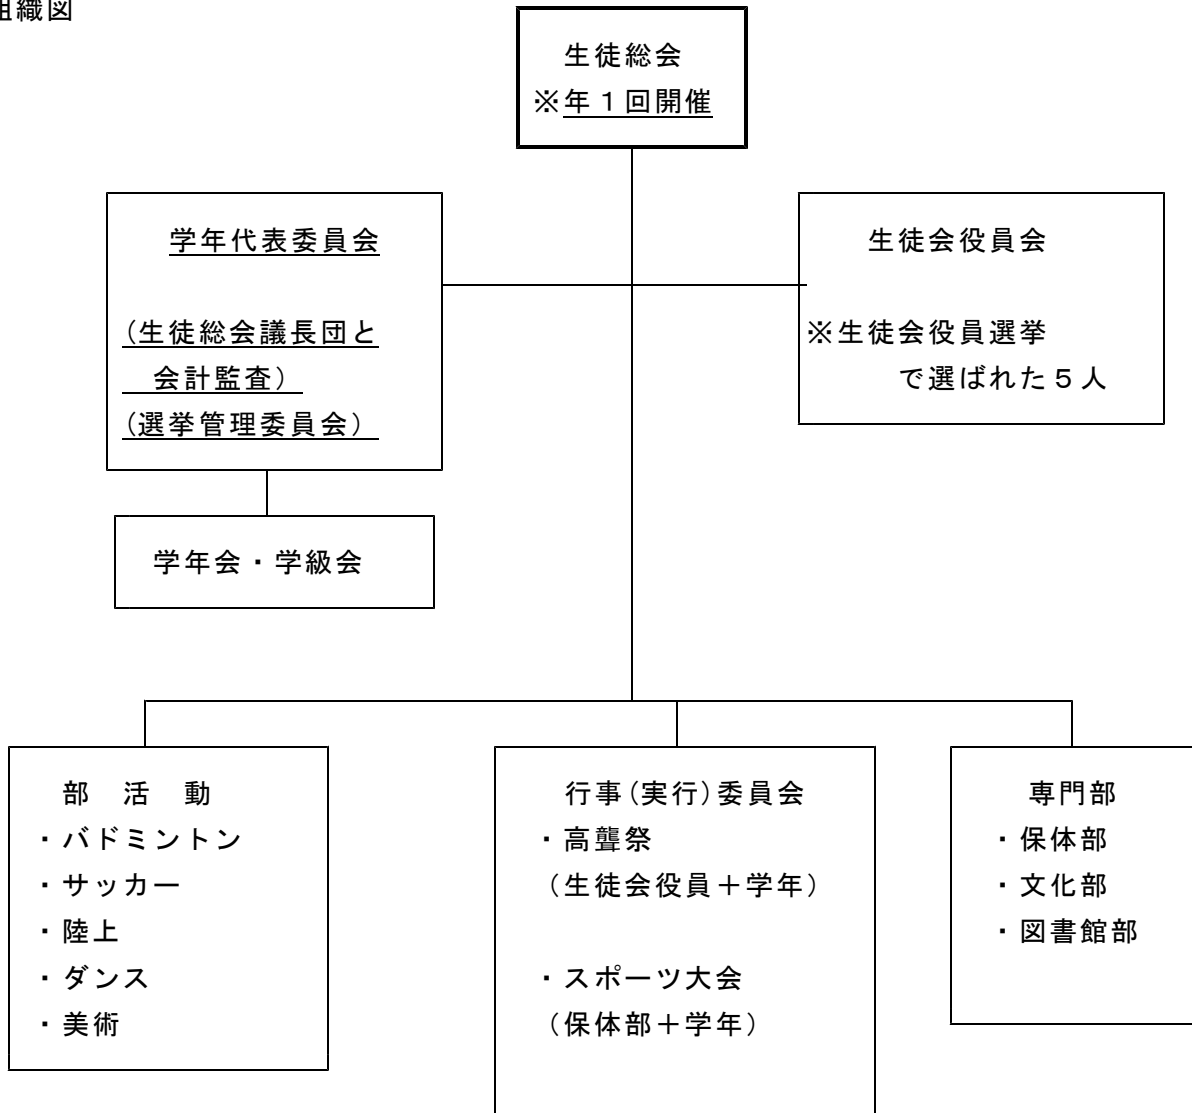 組織図
生徒総会
※年１回開催
学年代表委員会
(生徒総会議長団と
会計監査)
(選挙管理委員会)
生徒会役員会
※生徒会役員選挙
で選ばれた５人
学年会・学級会
部　活　動
・バドミントン
・サッカー
・陸上
・ダンス
・美術
行事(実行)委員会
・高聾祭
(生徒会役員＋学年)
・スポーツ大会
(保体部＋学年)
専門部
・保体部
・文化部
・図書館部